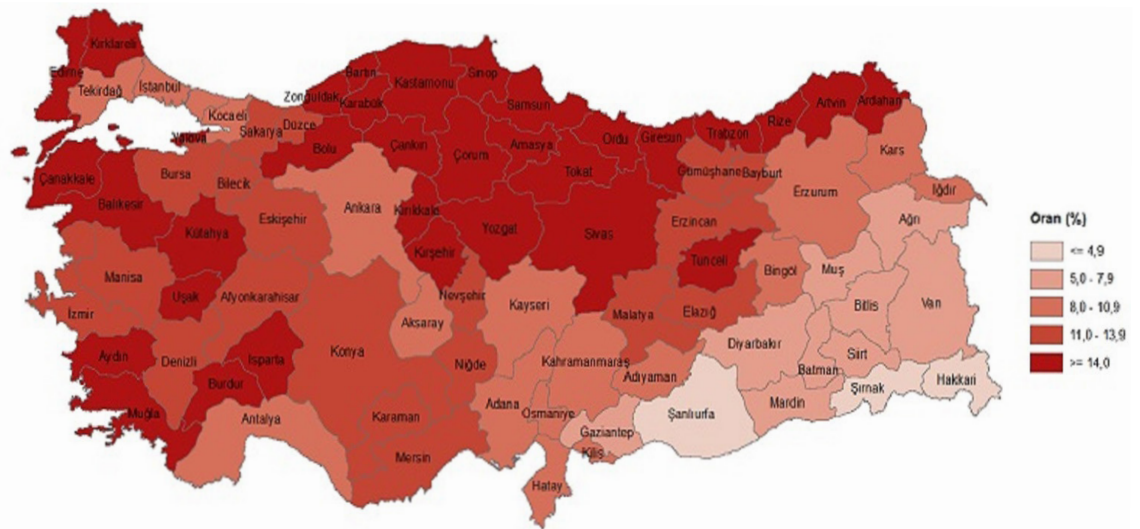 Kırklareli
Edirne
Tekirdağ
İstanbul
Kocaeli
Yalova
Sakarya
Düzce
Zonguldak
Bartın
Karabük
Kastamonu
Sinop
Samsun
Bolu
Çankırı
Çorum
Amasya
Ordu
Giresun
Trabzon
Rize
Artvin
Ardahan
Tokat
Gümüşhane
Bayburt
Erzurum
Kars
Iğdır
Ağrı
Çanakkale
Balıkesir
Bursa
Bilecik
Eskişehir
Ankara
Kırıkkale
Kırşehir
Yozgat
Sivas
Erzincan
Tunceli
Bingöl
Muş
Bitlis
Van
Kütahya
Manisa
Uşak
Afyonkarahisar
İzmir
Aydın
Denizli
Isparta
Burdur
Muğla
Antalya
Konya
Aksaray
Nevşehir
Kayseri
Niğde
Karaman
Mersin
Adana
Osmaniye
Kahramanmaraş
Malatya
Elazığ
Adıyaman
Gaziantep
Kilis
Hatay
Şanlıurfa
Diyarbakır
Batman
Siirt
Mardin
Şırnak
Hakkari
Oran (%)
<= 4,9
5,0 - 7,9
8,0 - 10,9
11,0 - 13,9
>= 14,0